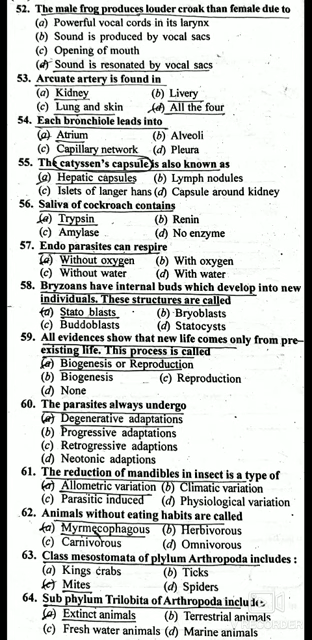 52. The male frog produces louder croak than female due to
(a) Powerful vocal cords in its larynx
(b) Sound is produced by vocal sacs
(c) Opening of mouth
(d) Sound is resonated by vocal sacs
53. Arcuate artery is found in
(a) Kidney (b) Livery
(c) Lung and skin (d) All the four
54. Each bronchiole leads into
(a) Atrium (b) Alveoli
(c) Capillary network (d) Pleura
55. The catyssen's capsule is also known as
(a) Hepatic capsules (b) Lymph nodules
(c) Islets of langer hans (d) Capsule around kidney
56. Saliva of cockroach contains
(a) Trypsin (b) Renin
(c) Amylase (d) No enzyme
57. Endo parasites can respire
(a) Without oxygen (b) With oxygen
(c) Without water (d) With water
58. Bryzoans have internal buds which develop into new
individuals. These structures are called
(a) Stato blasts (b) Bryoblasts
(c) Buddoblasts (d) Statocysts
59. All evidences show that new life comes only from pre-
existing life. This process is called
(a) Biogenesis or Reproduction
(b) Biogenesis (c) Reproduction
(d) None
60. The parasites always undergo
(a) Degenerative adaptations
(b) Progressive adaptations
(c) Retrogressive adaptations
(d) Neotonic adaptions
61. The reduction of mandibles in insect is a type of
(a) Allometric variation (b) Climatic variation
(c) Parasitic induced (d) Physiological variation
62. Animals without eating habits are called
(a) Myrmecophagous (b) Herbivorous
(c) Carnivorous (d) Omnivorous
63. Class mesostomata of plylum Arthropoda includes :
(a) Kings crabs (b) Ticks
(c) Mites (d) Spiders
64. Sub phylum Trilobita of Arthropoda includes
(a) Extinct animals (b) Terrestrial animals
(c) Fresh water animals (d) Marine animals